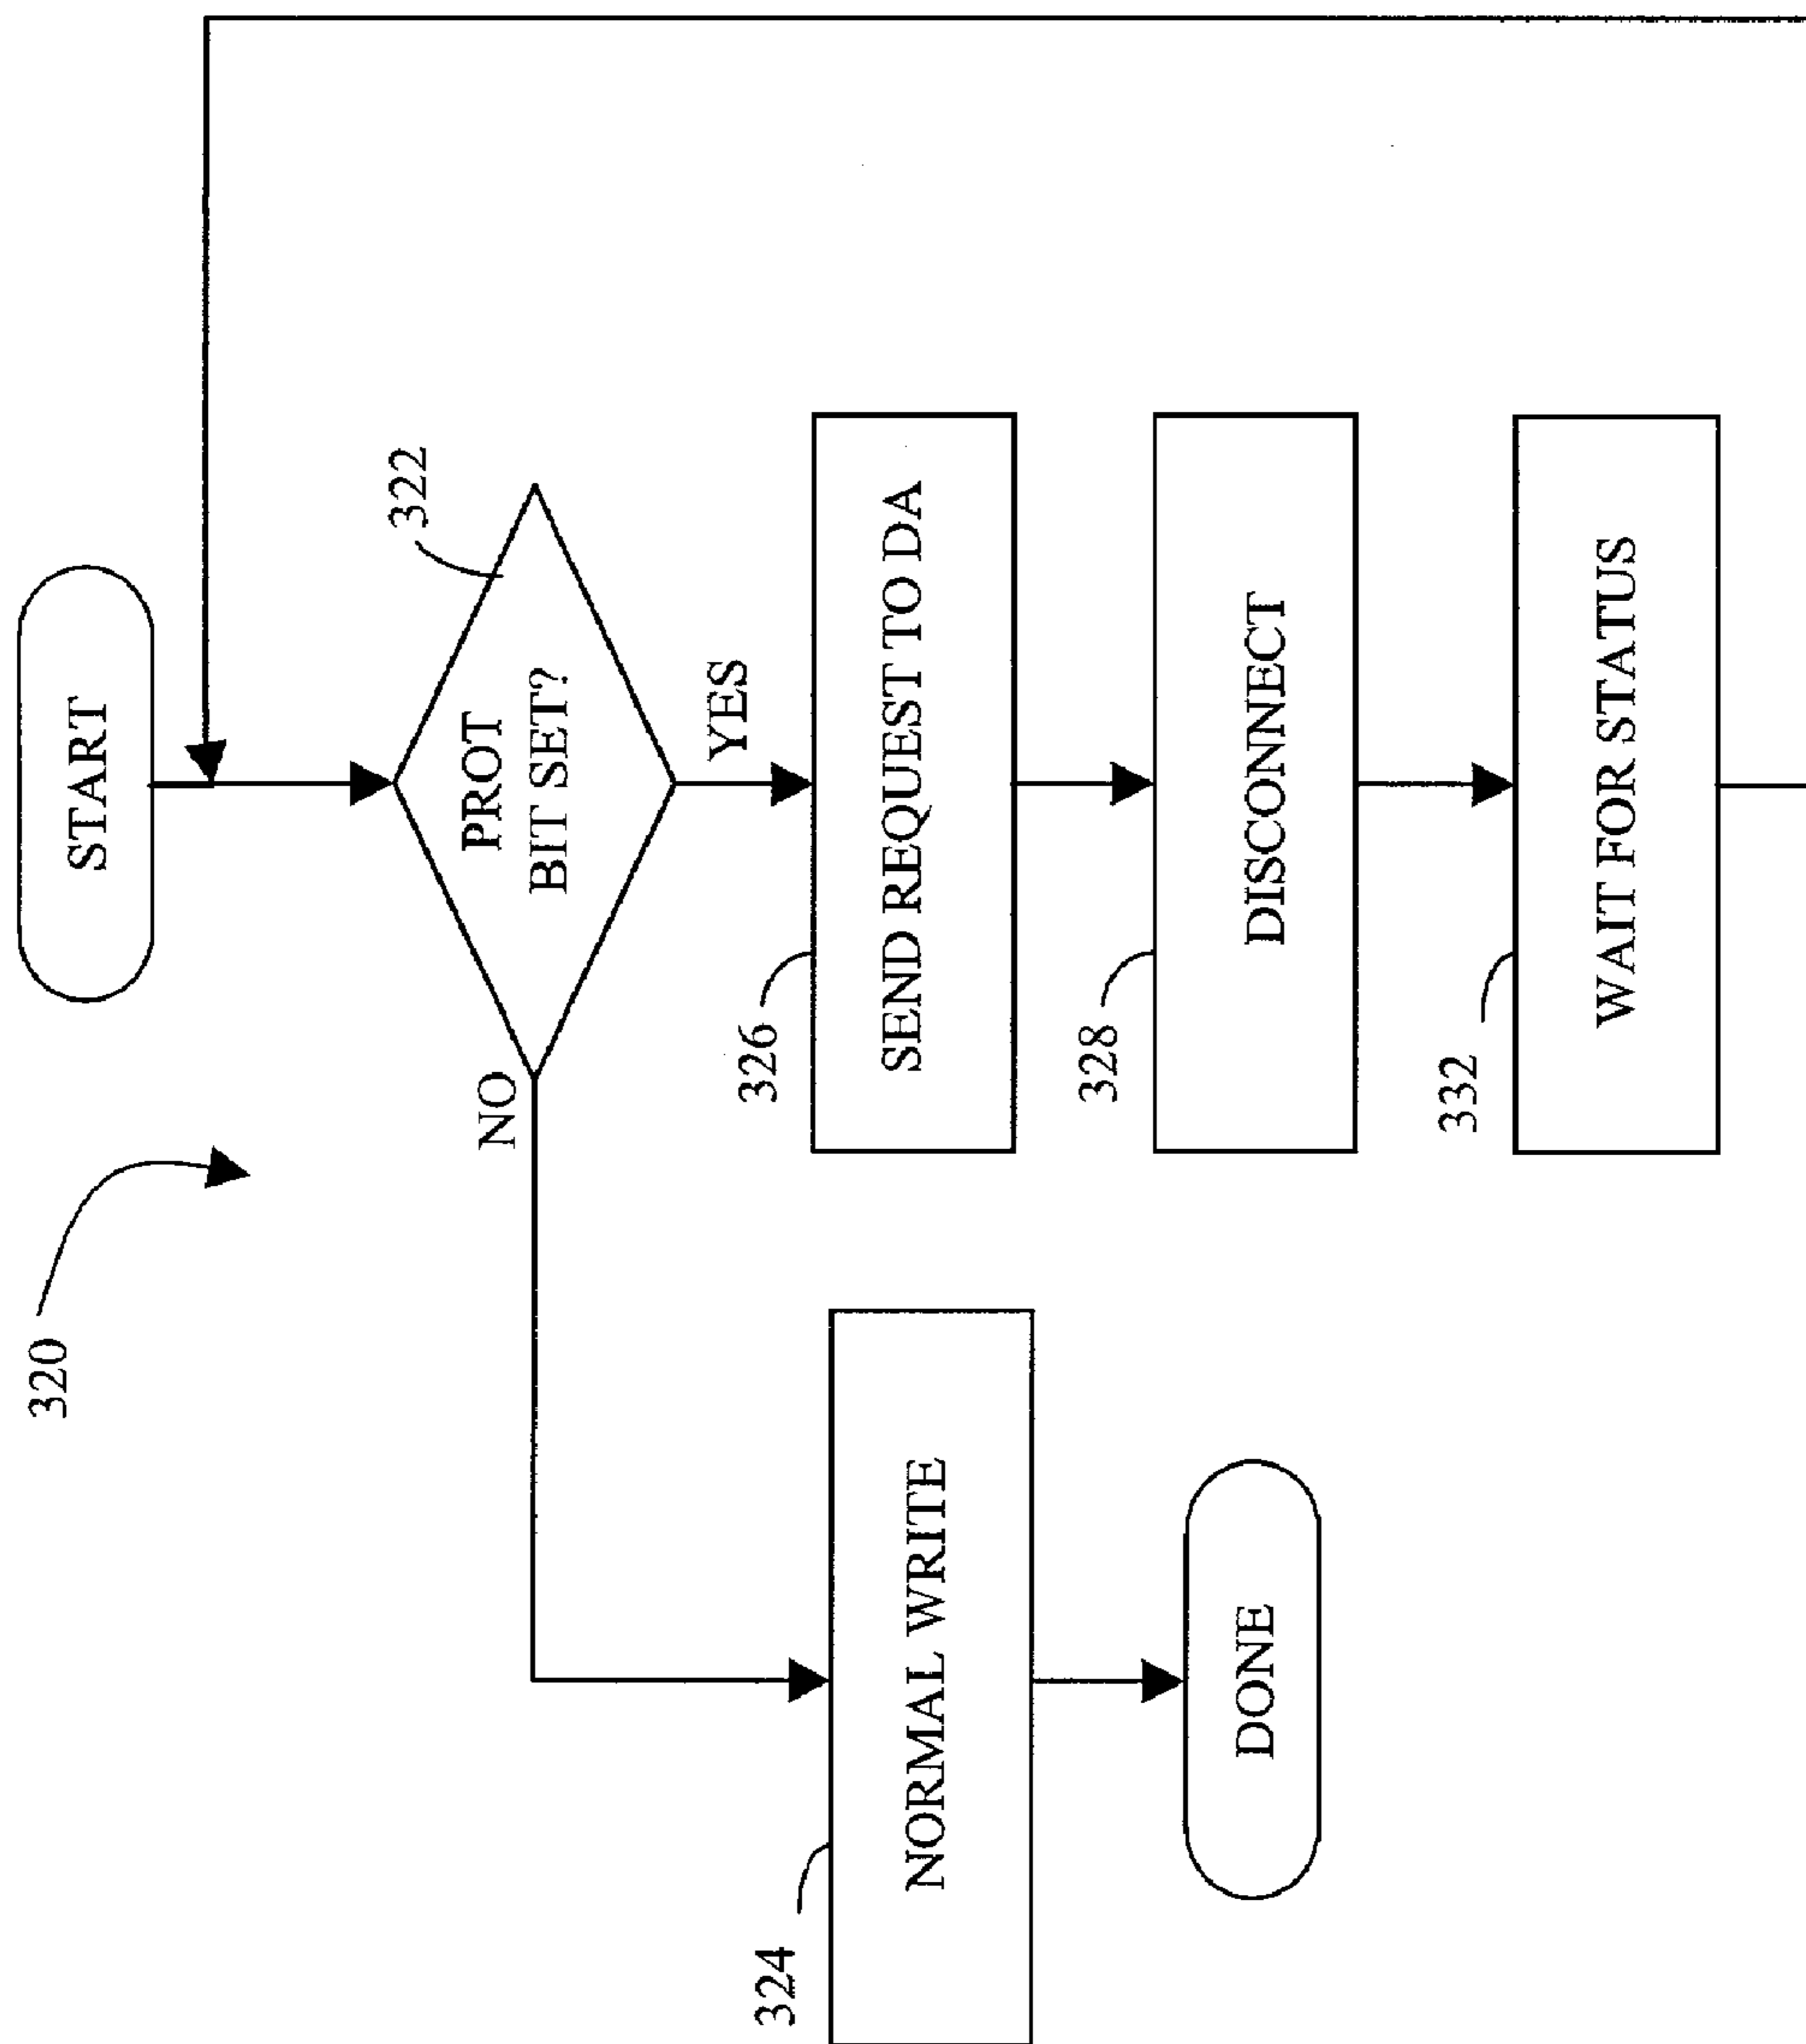 320
START
322
PROT
BIT SET?
NO
YES
324
NORMAL WRITE
DONE
326
SEND REQUEST TO DA
328
DISCONNECT
332
WAIT FOR STATUS